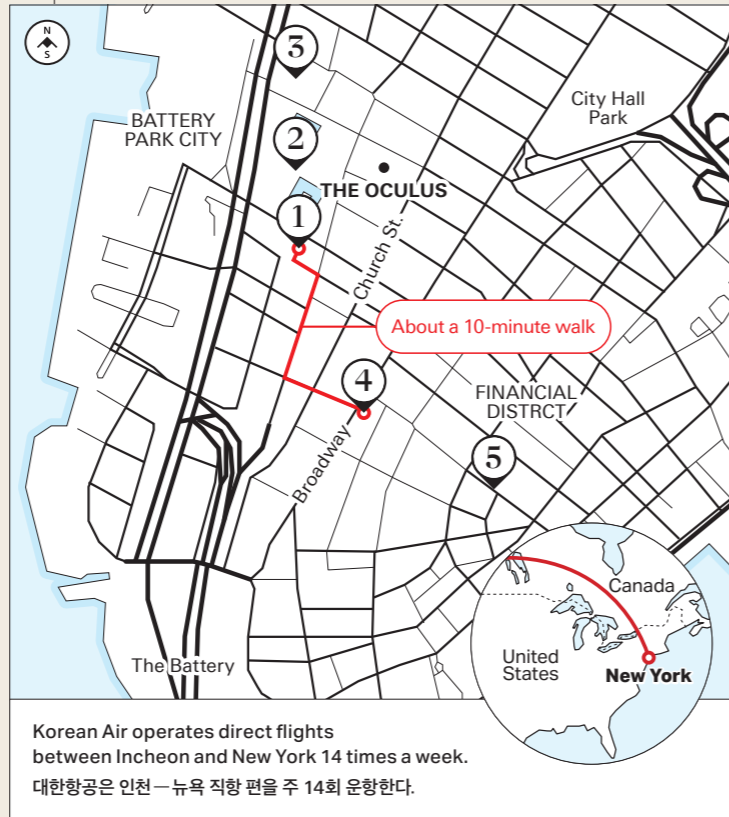 N
S
3
BATTERY
PARK CITY
City Hall
Park
2
THE OCULUS
1
Church St.
About a 10-minute walk
4
FINANCIAL
DISTRCT
Broadway
5
Canada
United
States
New York
The Battery
Korean Air operates direct flights
between Incheon and New York 14 times a week.
대한항공은 인천—뉴욕 직항 편을 주 14회 운항한다.